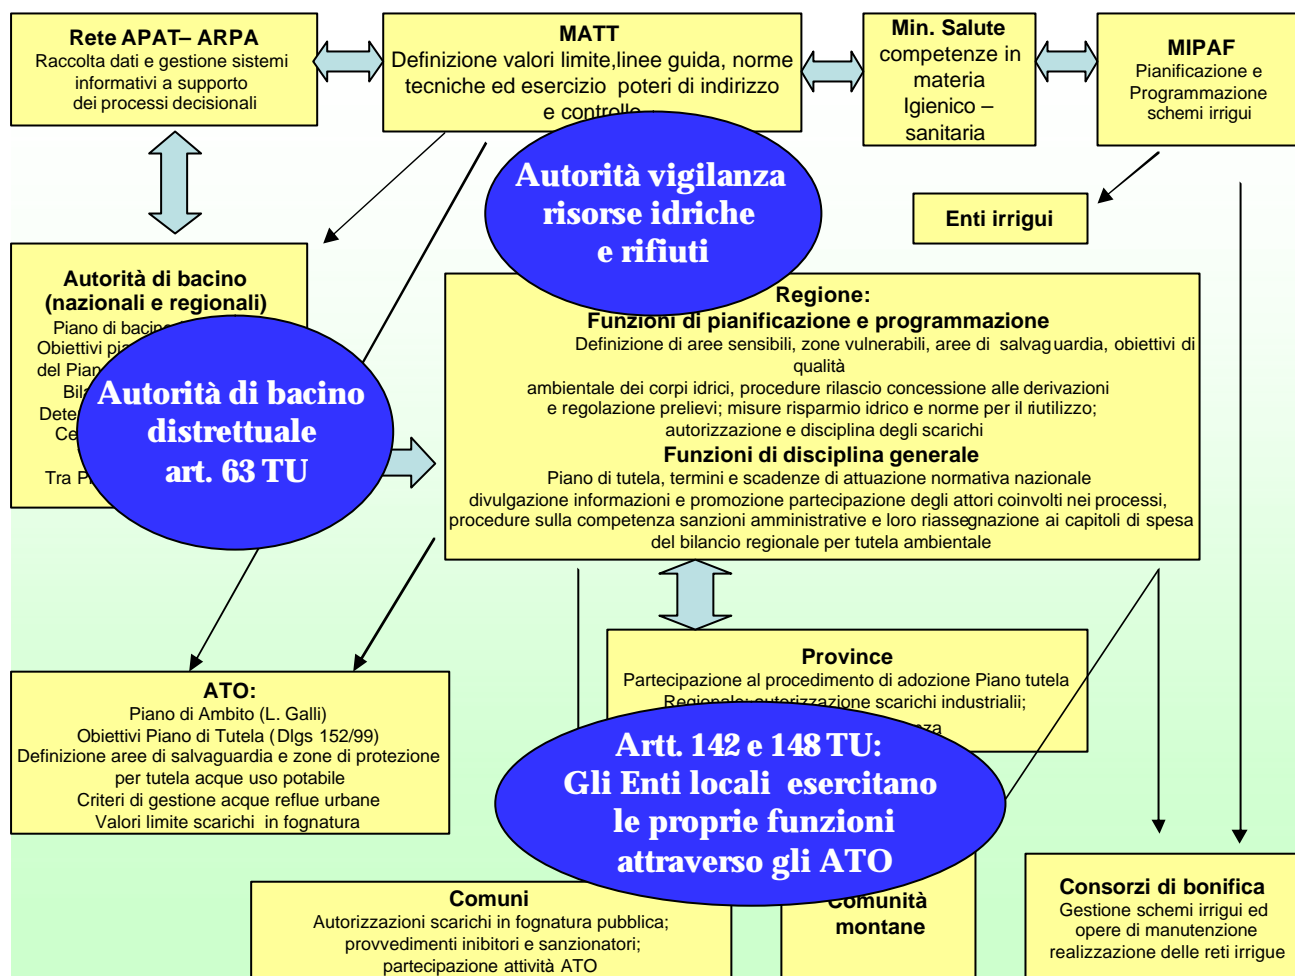 Rete APAT– ARPA
Raccolta dati e gestione sistemi
informativi a supporto
dei processi decisionali
MATT
Definizione valori limite,linee guida, norme
tecniche ed esercizio poteri di indirizzo
e controllo
Min. Salute
competenze in
materia
Igienico –
sanitaria
MIPAF
Pianificazione e
Programmazione
schemi irrigui
Autorità vigilanza
risorse idriche
e rifiuti
Enti irrigui
Autorità di bacino
(nazionali e regionali)
Piano di bacino
Obiettivi
del
Tra
Autorità di bacino
distrettuale
art. 63 TU
Regione:
Funzioni di pianificazione e programmazione
Definizione di aree sensibili, zone vulnerabili, aree di salvaguardia, obiettivi di
qualità
ambientale dei corpi idrici, procedure rilascio concessione alle derivazioni
e regolazione prelievi; misure risparmio idrico e norme per il riutilizzo;
autorizzazione e disciplina degli scarichi
Funzioni di disciplina generale
Piano di tutela, termini e scadenze di attuazione normativa nazionale
divulgazione informazioni e promozione partecipazione degli attori coinvolti nei processi,
procedure sulla competenza sanzioni amministrative e loro riassegnazione ai capitoli di spesa
del bilancio regionale per tutela ambientale
ATO:
Piano di Ambito (L. Galli)
Obiettivi Piano di Tutela (Dlgs 152/99)
Definizione aree di salvaguardia e zone di protezione
per tutela acque uso potabile
Criteri di gestione acque reflue urbane
Valori limite scarichi in fognatura
Province
Partecipazione al procedimento di adozione Piano tutela
Regionale; autorizzazione scarichi industrialii;
Artt. 142 e 148 TU:
Gli Enti locali esercitano
le proprie funzioni
attraverso gli ATO
Comuni
Autorizzazioni scarichi in fognatura pubblica;
provvedimenti inibitori e sanzionatori;
partecipazione attività ATO
Comunità
montane
Consorzi di bonifica
Gestione schemi irrigui ed
opere di manutenzione
realizzazione delle reti irrigue